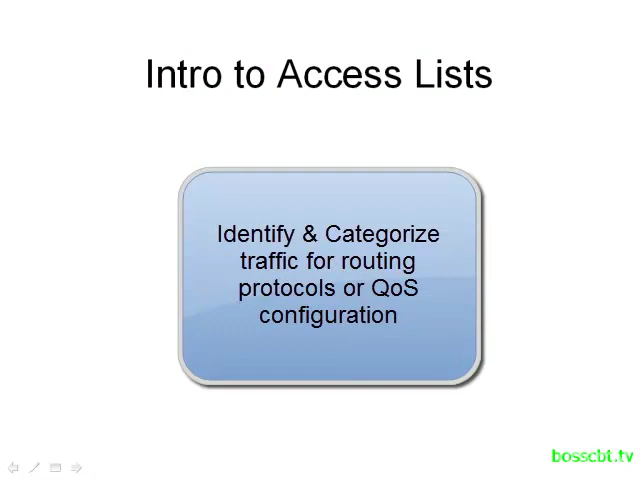 Intro to Access Lists
Identify & Categorize
traffic for routing
protocols or QoS
configuration
bosscbt.tv